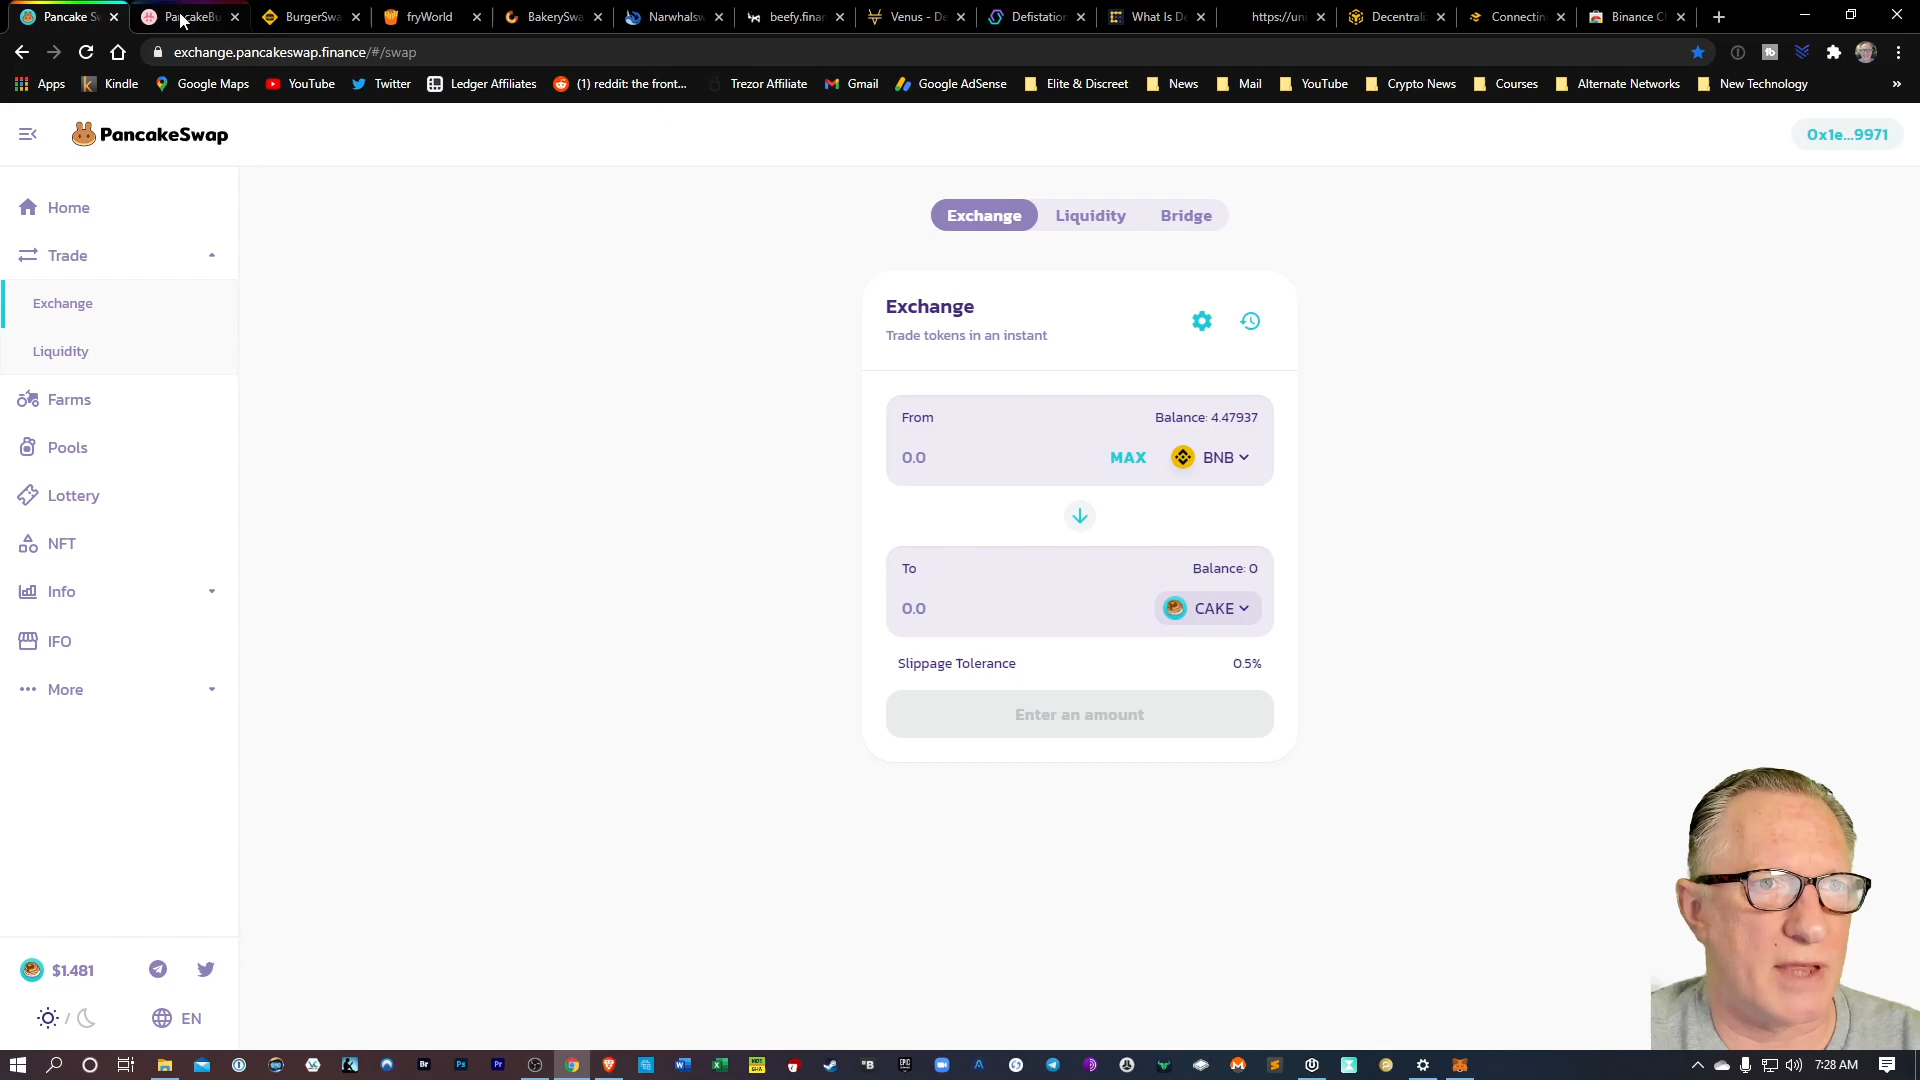 Pancake S
PancakeBu
BurgerSwa
fryWorld
BakerySwa
Narwhalsw
beefy.finan
Venus - De
Defistation
What Is De
https://uni
Decentrali
Connectin
Binance C
exchange.pancakeswap.finance/#/swap
Apps
Kindle
Google Maps
YouTube
Twitter
Ledger Affiliates
(1) reddit: the front...
Trezor Affiliate
Gmail
Google AdSense
Elite & Discreet
News
Mail
YouTube
Crypto News
Courses
Alternate Networks
New Technology
»
PancakeSwap
0x1e...9971
Home
Trade
Exchange
Liquidity
Farms
Pools
Lottery
NFT
Info
IFO
More
$1.481
/
EN
Exchange Liquidity Bridge
Exchange
Trade tokens in an instant
From Balance: 4.47937
0.0 MAX BNB
To Balance: 0
0.0 CAKE
Slippage Tolerance 0.5%
Enter an amount
Br
Ps
Pr
7:28 AM